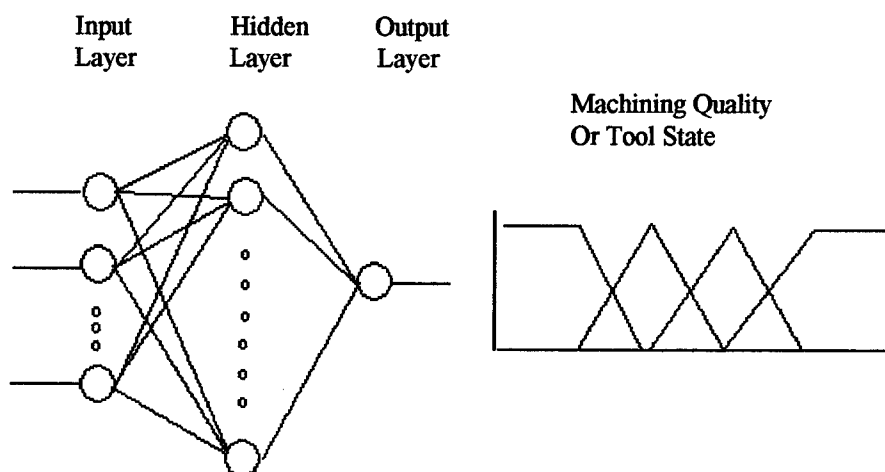 Input
Layer
Hidden
Layer
Output
Layer
Machining Quality
Or Tool State